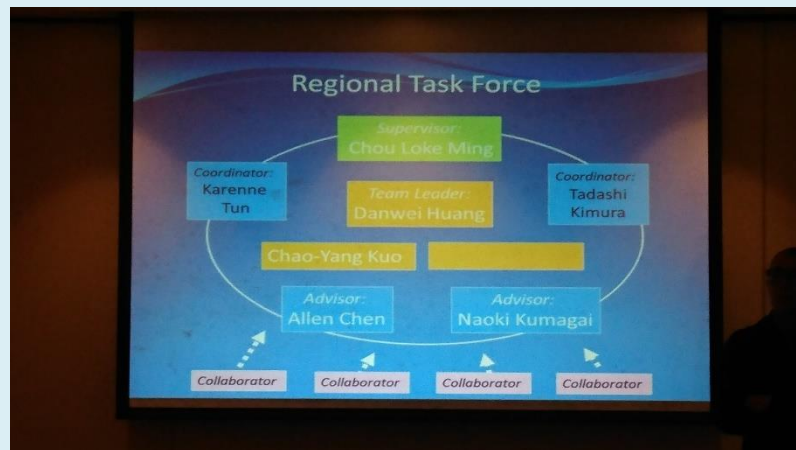 Regional Task Force
Supervisor:
Chou Loke Ming
Coordinator:
Karenne
Tun
Team Leader:
Danwei Huang
Coordinator:
Tadashi
Kimura
Chao-Yang Kuo
Advisor:
Allen Chen
Advisor:
Naoki Kumagai
Collaborator
Collaborator
Collaborator
Collaborator